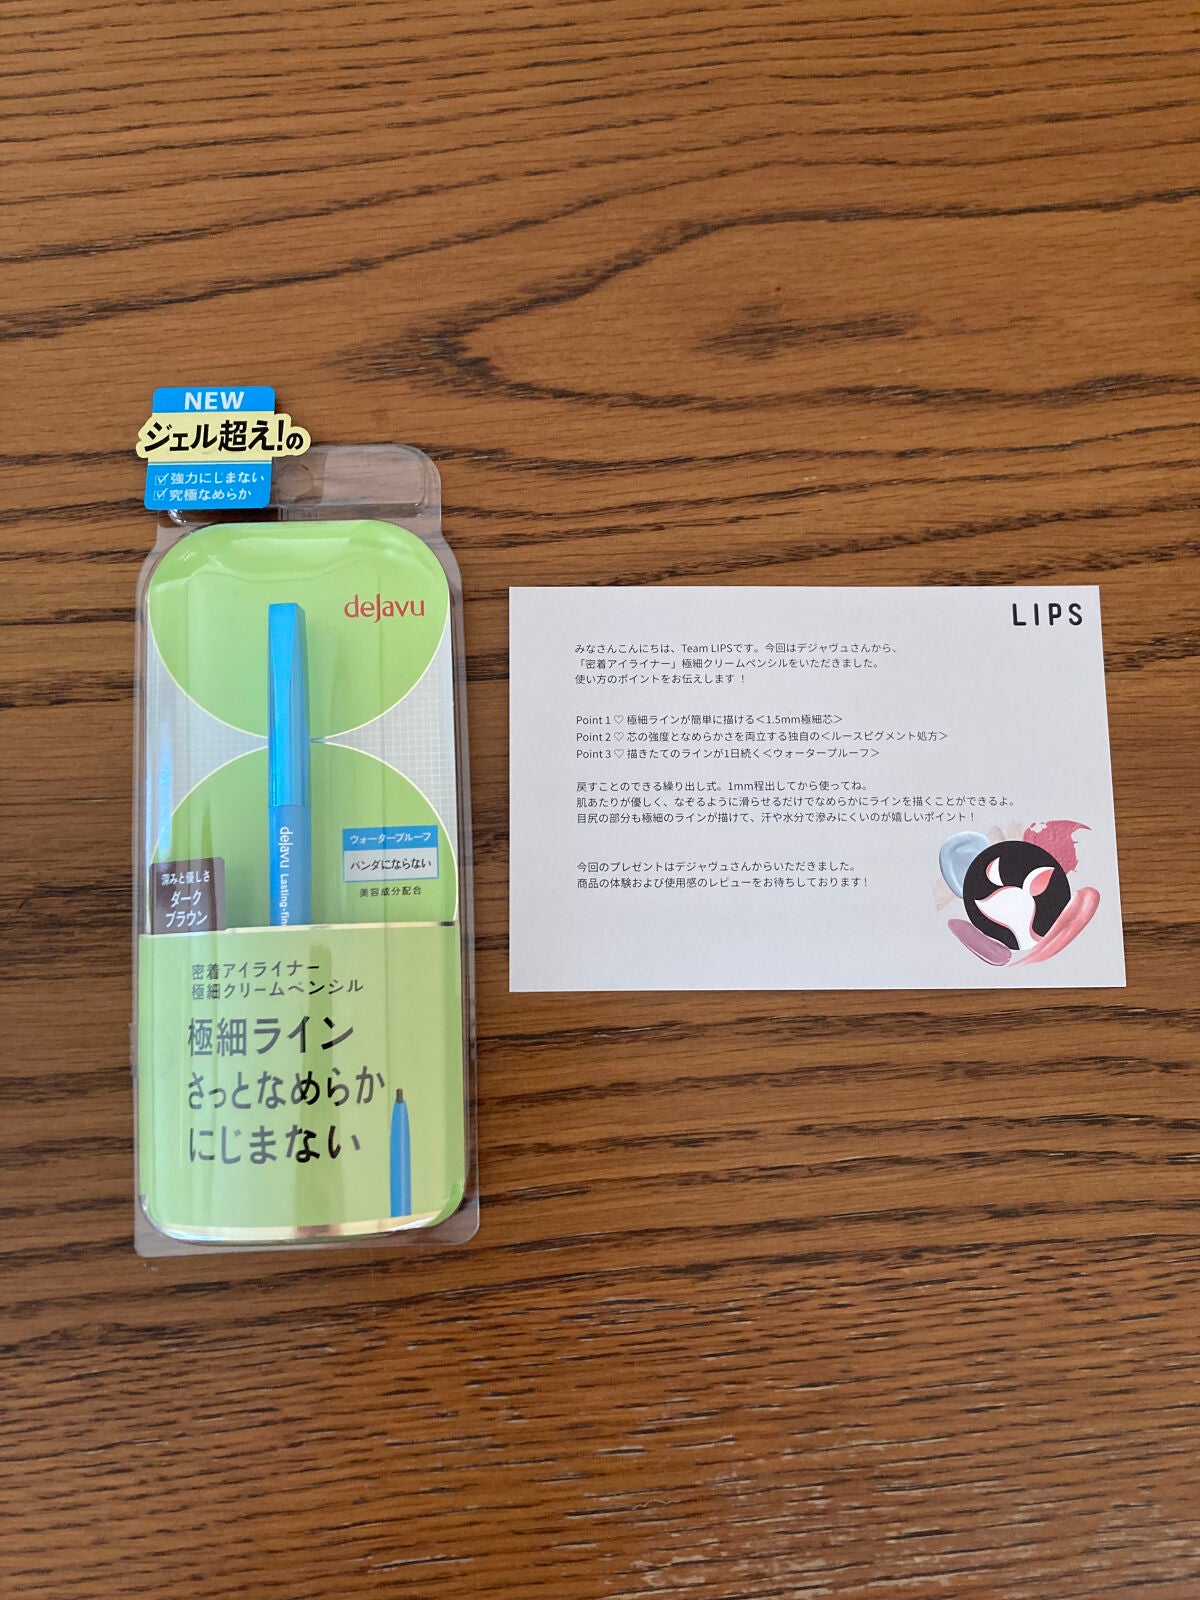 NEW
ジェル超え!の
強力にじまない
究極なめらか
deJavu
deJavu Lasting-fin
ウォータープルーフ
パンダにならない
美容成分配合
深みと優しさ
ダーク
ブラウン
密着アイライナー
極細クリームペンシル
極細ライン
さっとなめらか
にじまない
LIPS
みなさんこんにちは、Team LIPSです。今回はデジャヴュさんから、
「密着アイライナー」極細クリームペンシルをいただきました。
使い方のポイントをお伝えします！
Point 1 ♡ 極細ラインが簡単に描ける＜1.5mm極細芯＞
Point 2 ♡ 芯の強度となめらかさを両立する独自の＜ルースピグメント処方＞
Point 3 ♡ 描きたてのラインが1日続く＜ウォータープルーフ＞
戻すことのできる繰り出し式。1mm程出してから使ってね。
肌あたりが優しく、なぞるように滑らせるだけでなめらかにラインを描くことができるよ。
目尻の部分も極細のラインが描けて、汗や水分で滲みにくいのが嬉しいポイント！
今回のプレゼントはデジャヴュさんからいただきました。
商品の体験および使用感のレビューをお待ちしております！